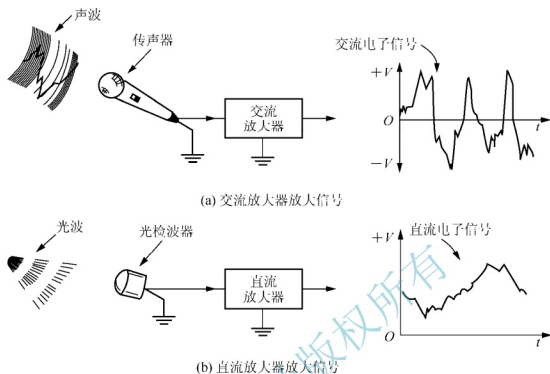 声波
传声器
交流
放大器
交流电子信号
+V
O
-V
t
(a) 交流放大器放大信号
光波
光检波器
直流
放大器
直流电子信号
+V
O
t
(b) 直流放大器放大信号
版权所有